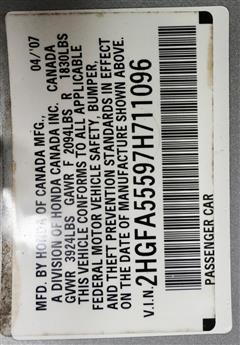 MFD. BY HONDA OF CANADA MFG., 04/'07
A DIVISION OF HONDA CANADA INC. CANADA
GVWR 3924LBS GAWR F 2094LBS R 1830LBS
THIS VEHICLE CONFORMS TO ALL APPLICABLE
FEDERAL MOTOR VEHICLE SAFETY, BUMPER,
AND THEFT PREVENTION STANDARDS IN EFFECT
ON THE DATE OF MANUFACTURE SHOWN ABOVE.
V.I.N. 2HGFA55597H711096
PASSENGER CAR